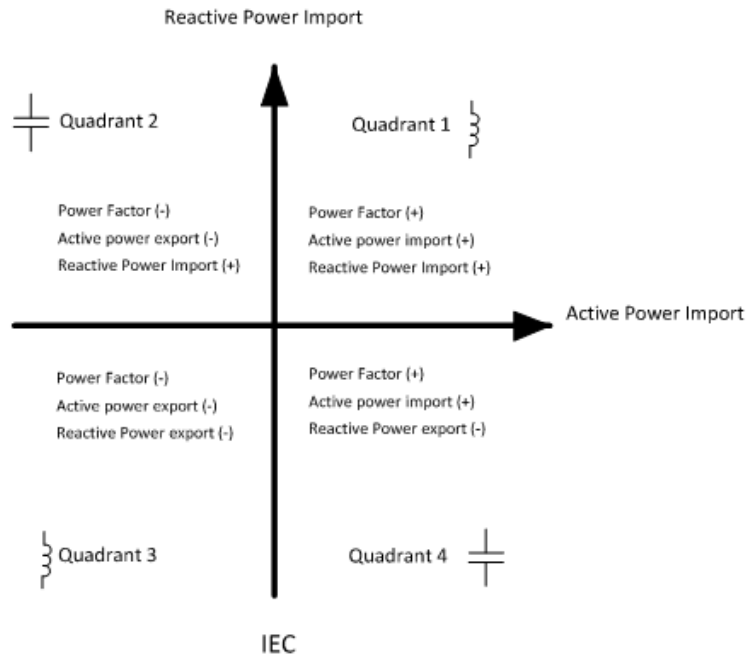 Reactive Power Import
Quadrant 2
Quadrant 1
Power Factor (-)
Active power export (-)
Reactive Power Import (+)
Power Factor (+)
Active power import (+)
Reactive Power Import (+)
Active Power Import
Power Factor (-)
Active power export (-)
Reactive Power export (-)
Power Factor (+)
Active power import (+)
Reactive Power export (-)
Quadrant 3
Quadrant 4
IEC